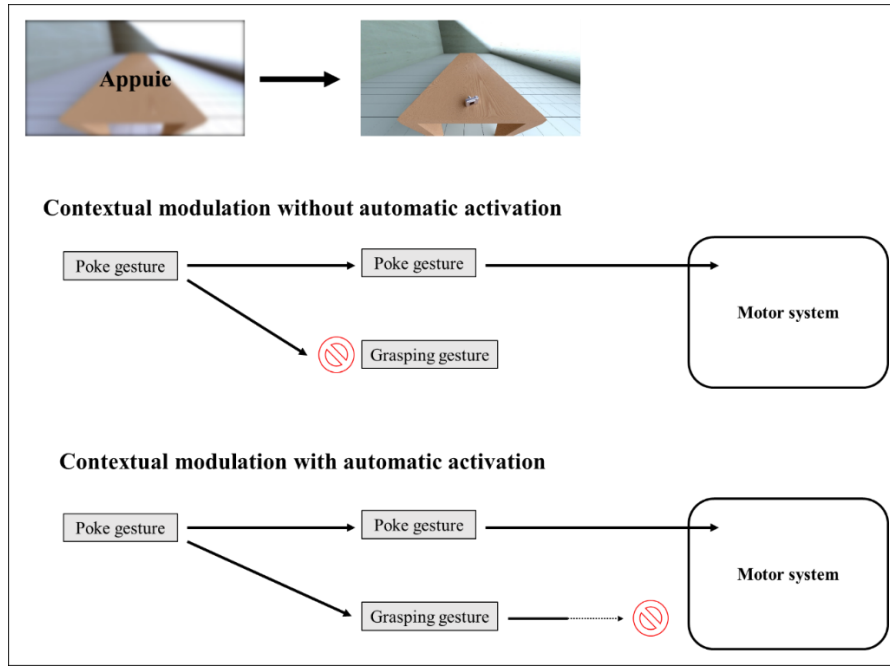 Appuie
Contextual modulation without automatic activation
Poke gesture
Poke gesture
Motor system
Grasping gesture
Contextual modulation with automatic activation
Poke gesture
Poke gesture
Motor system
Grasping gesture